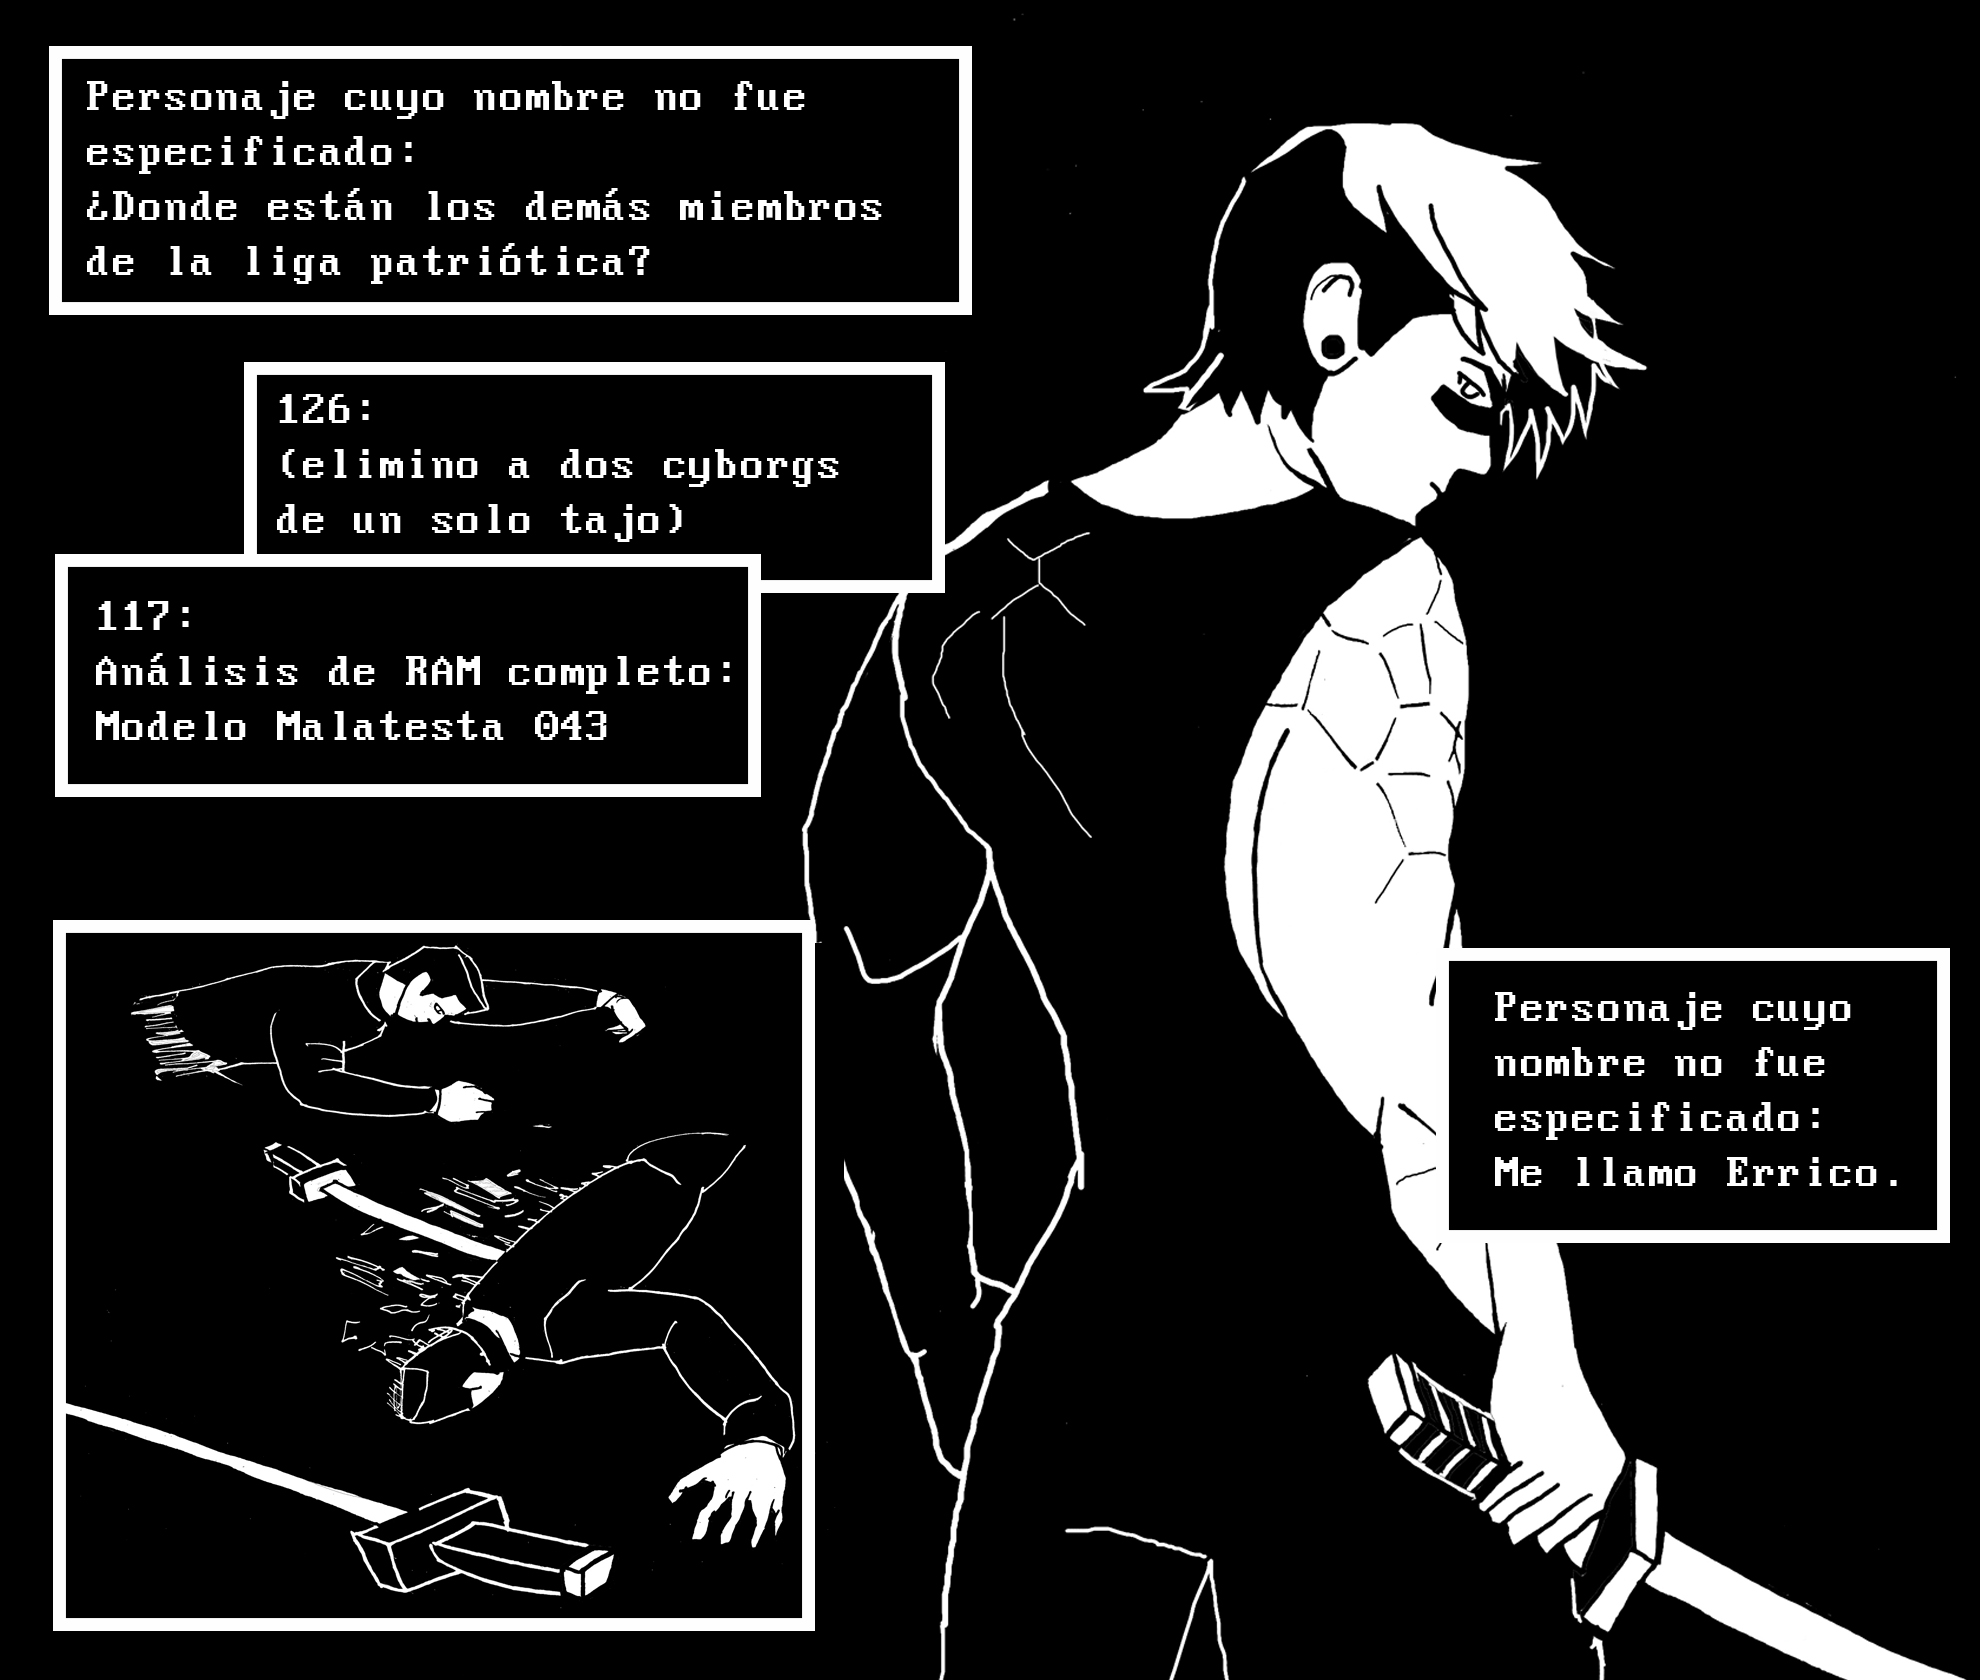 Personaje cuyo nombre no fue
especificado:
¿Donde están los demás miembros
de la liga patriótica?
126:
(elimino a dos cyborgs
de un solo tajo)
117:
Análisis de RAM completo:
Modelo Malatesta 043
Personaje cuyo
nombre no fue
especificado:
Me llamo Errico.